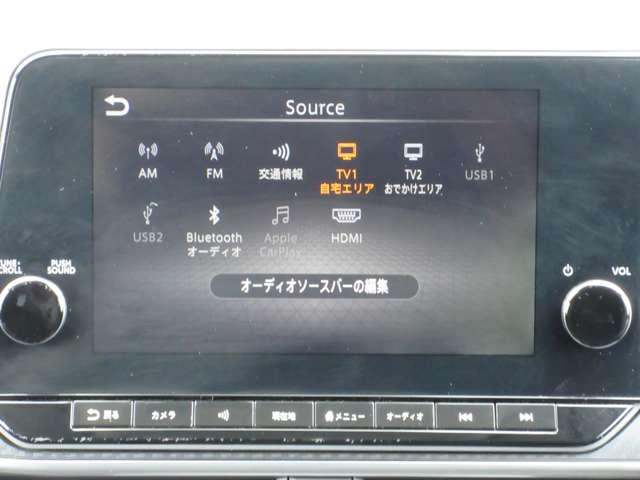 Source
AM
FM
交通情報
TV1
自宅エリア
TV2
おでかけエリア
USB1
USB2
Bluetooth
オーディオ
Apple
CarPlay
HDMI
オーディオソースバーの編集
TUNE・
SCROLL
PUSH
SOUND
VOL
戻る
カメラ
現在地
メニュー
オーディオ